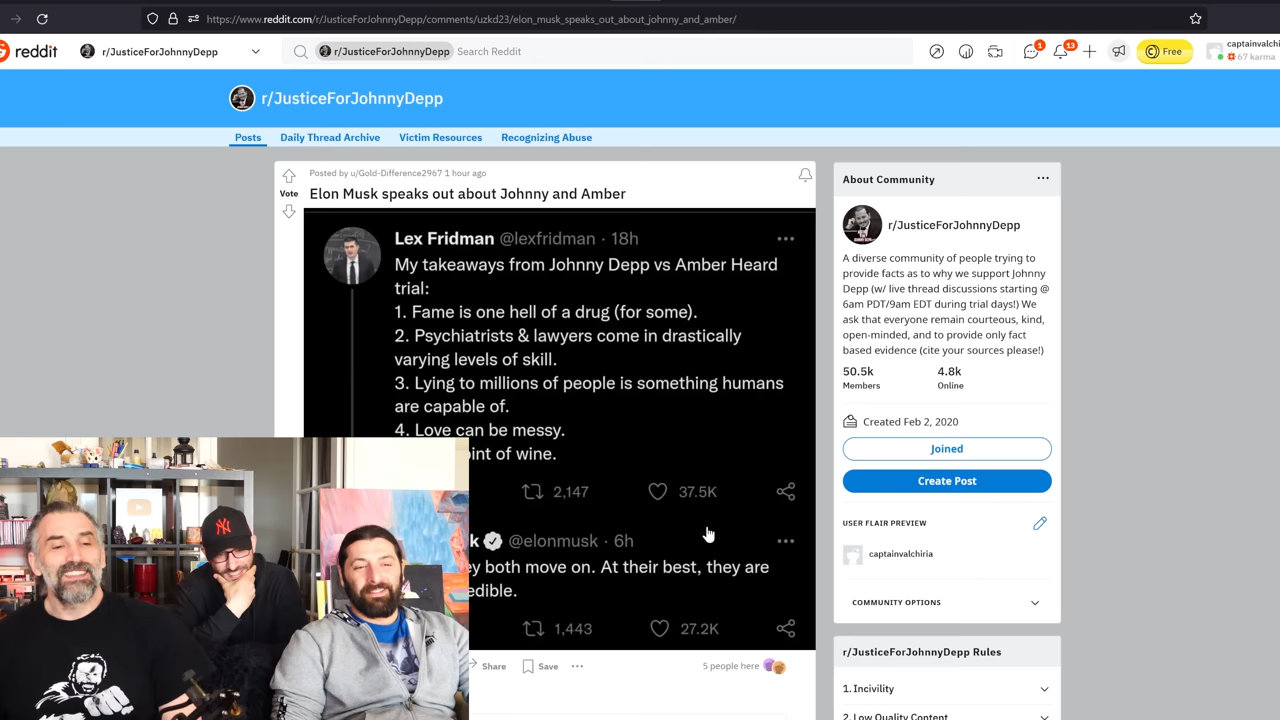 https://www.reddit.com/r/JusticeForJohnnyDepp/comments/uzkd23/elon_musk_speaks_out_about_johnny_and_amber/
reddit
r/JusticeForJohnnyDepp
r/JusticeForJohnnyDepp
Search Reddit
1
13
Free
captainvalchi
67 karma
r/JusticeForJohnnyDepp
Posts
Daily Thread Archive
Victim Resources
Recognizing Abuse
Vote
Posted by u/Gold-Difference2967 1 hour ago
Elon Musk speaks out about Johnny and Amber
Lex Fridman @lexfridman · 18h
My takeaways from Johnny Depp vs Amber Heard
trial:
1. Fame is one hell of a drug (for some).
2. Psychiatrists & lawyers come in drastically
varying levels of skill.
3. Lying to millions of people is something humans
are capable of.
4. Love can be messy.
int of wine.
2,147
37.5K
k @elonmusk · 6h
ey both move on. At their best, they are
edible.
1,443
27.2K
Share
Save
5 people here
About Community
r/JusticeForJohnnyDepp
A diverse community of people trying to
provide facts as to why we support Johnny
Depp (w/ live thread discussions starting @
6am PDT/9am EDT during trial days!) We
ask that everyone remain courteous, kind,
open-minded, and to provide only fact
based evidence (cite your sources please!)
50.5k
Members
4.8k
Online
Created Feb 2, 2020
Joined
Create Post
USER FLAIR PREVIEW
captainvalchiria
COMMUNITY OPTIONS
r/JusticeForJohnnyDepp Rules
1. Incivility
2. Low Quality Content